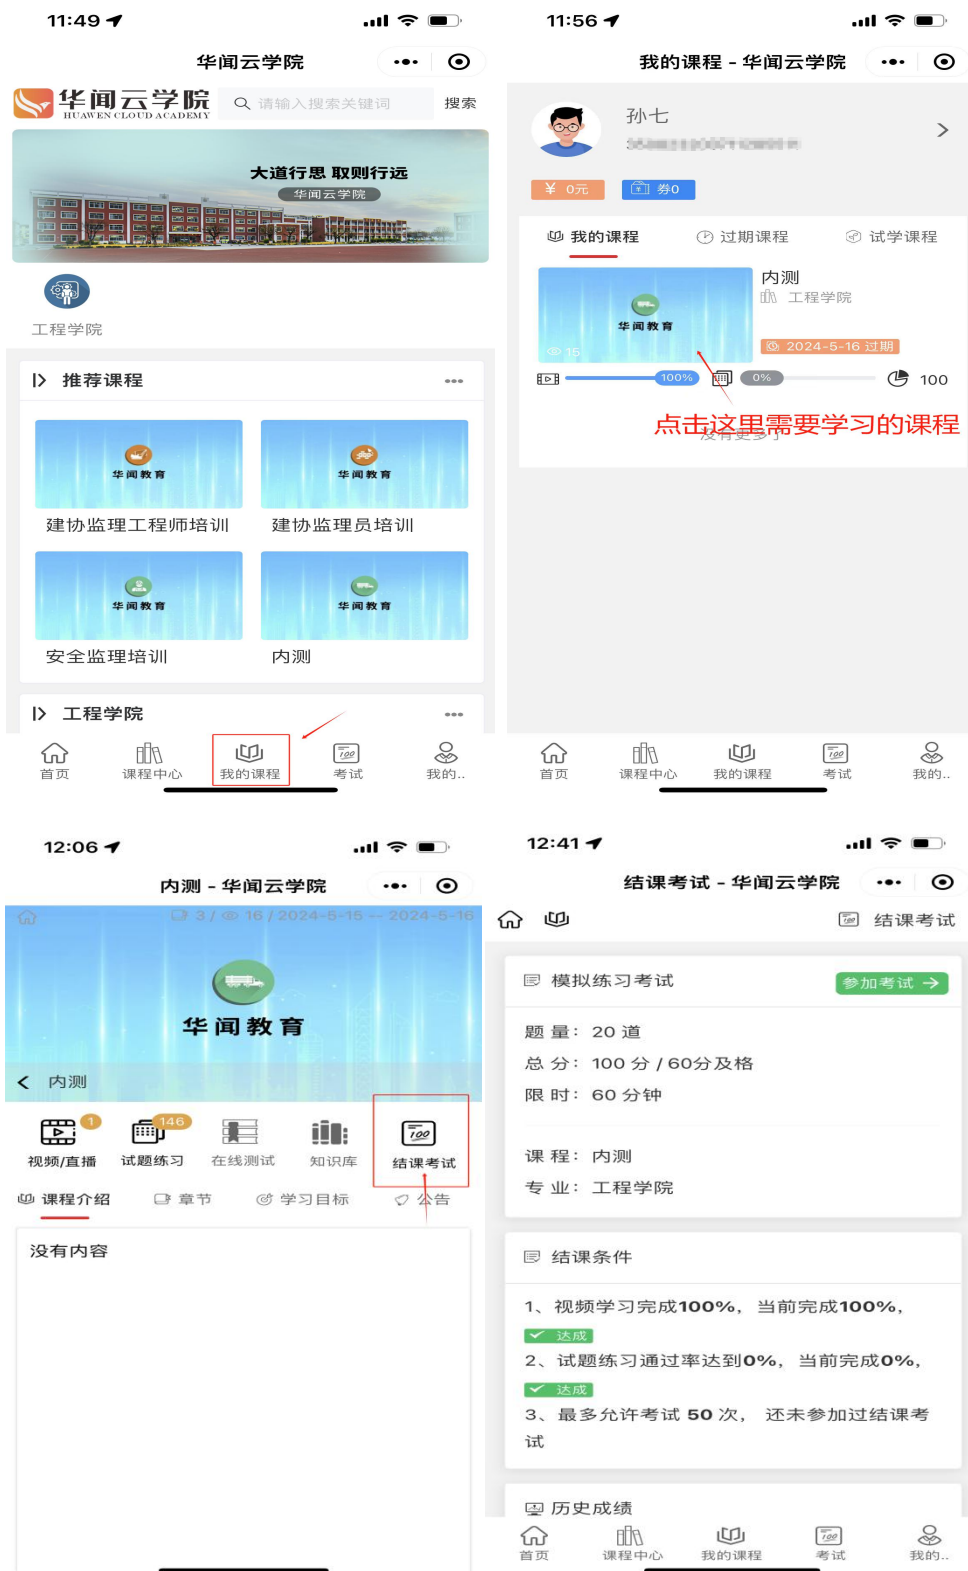 11:49
华闻云学院
华闻云学院
HUAWEN CLOUD ACADEMY
请输入搜索关键词
搜索
大道行思 取则行远
华闻云学院
工程学院
推荐课程
华闻教育
华闻教育
建协监理工程师培训
建协监理员培训
华闻教育
华闻教育
安全监理培训
内测
工程学院
首页
课程中心
我的课程
100
考试
我的..
11:56
我的课程 - 华闻云学院
孙七
¥ 0元
券0
我的课程
过期课程
试学课程
华闻教育
15
内测
工程学院
2024-5-16 过期
100%
0%
100
点击这里需要学习的课程
没有更多了
首页
课程中心
我的课程
100
考试
我的..
12:06
内测 - 华闻云学院
3 / 16 / 2024-5-15 -- 2024-5-16
华闻教育
内测
1
146
100
视频/直播
试题练习
在线测试
知识库
结课考试
课程介绍
章节
学习目标
公告
没有内容
12:41
结课考试 - 华闻云学院
100
结课考试
模拟练习考试
参加考试
题 量： 20 道
总 分： 100 分 / 60分及格
限 时： 60 分钟
课 程： 内测
专 业： 工程学院
结课条件
1、视频学习完成100%，当前完成100%，
达成
2、试题练习通过率达到0%，当前完成0%，
达成
3、最多允许考试 50 次， 还未参加过结课考
试
历史成绩
首页
课程中心
我的课程
100
考试
我的..